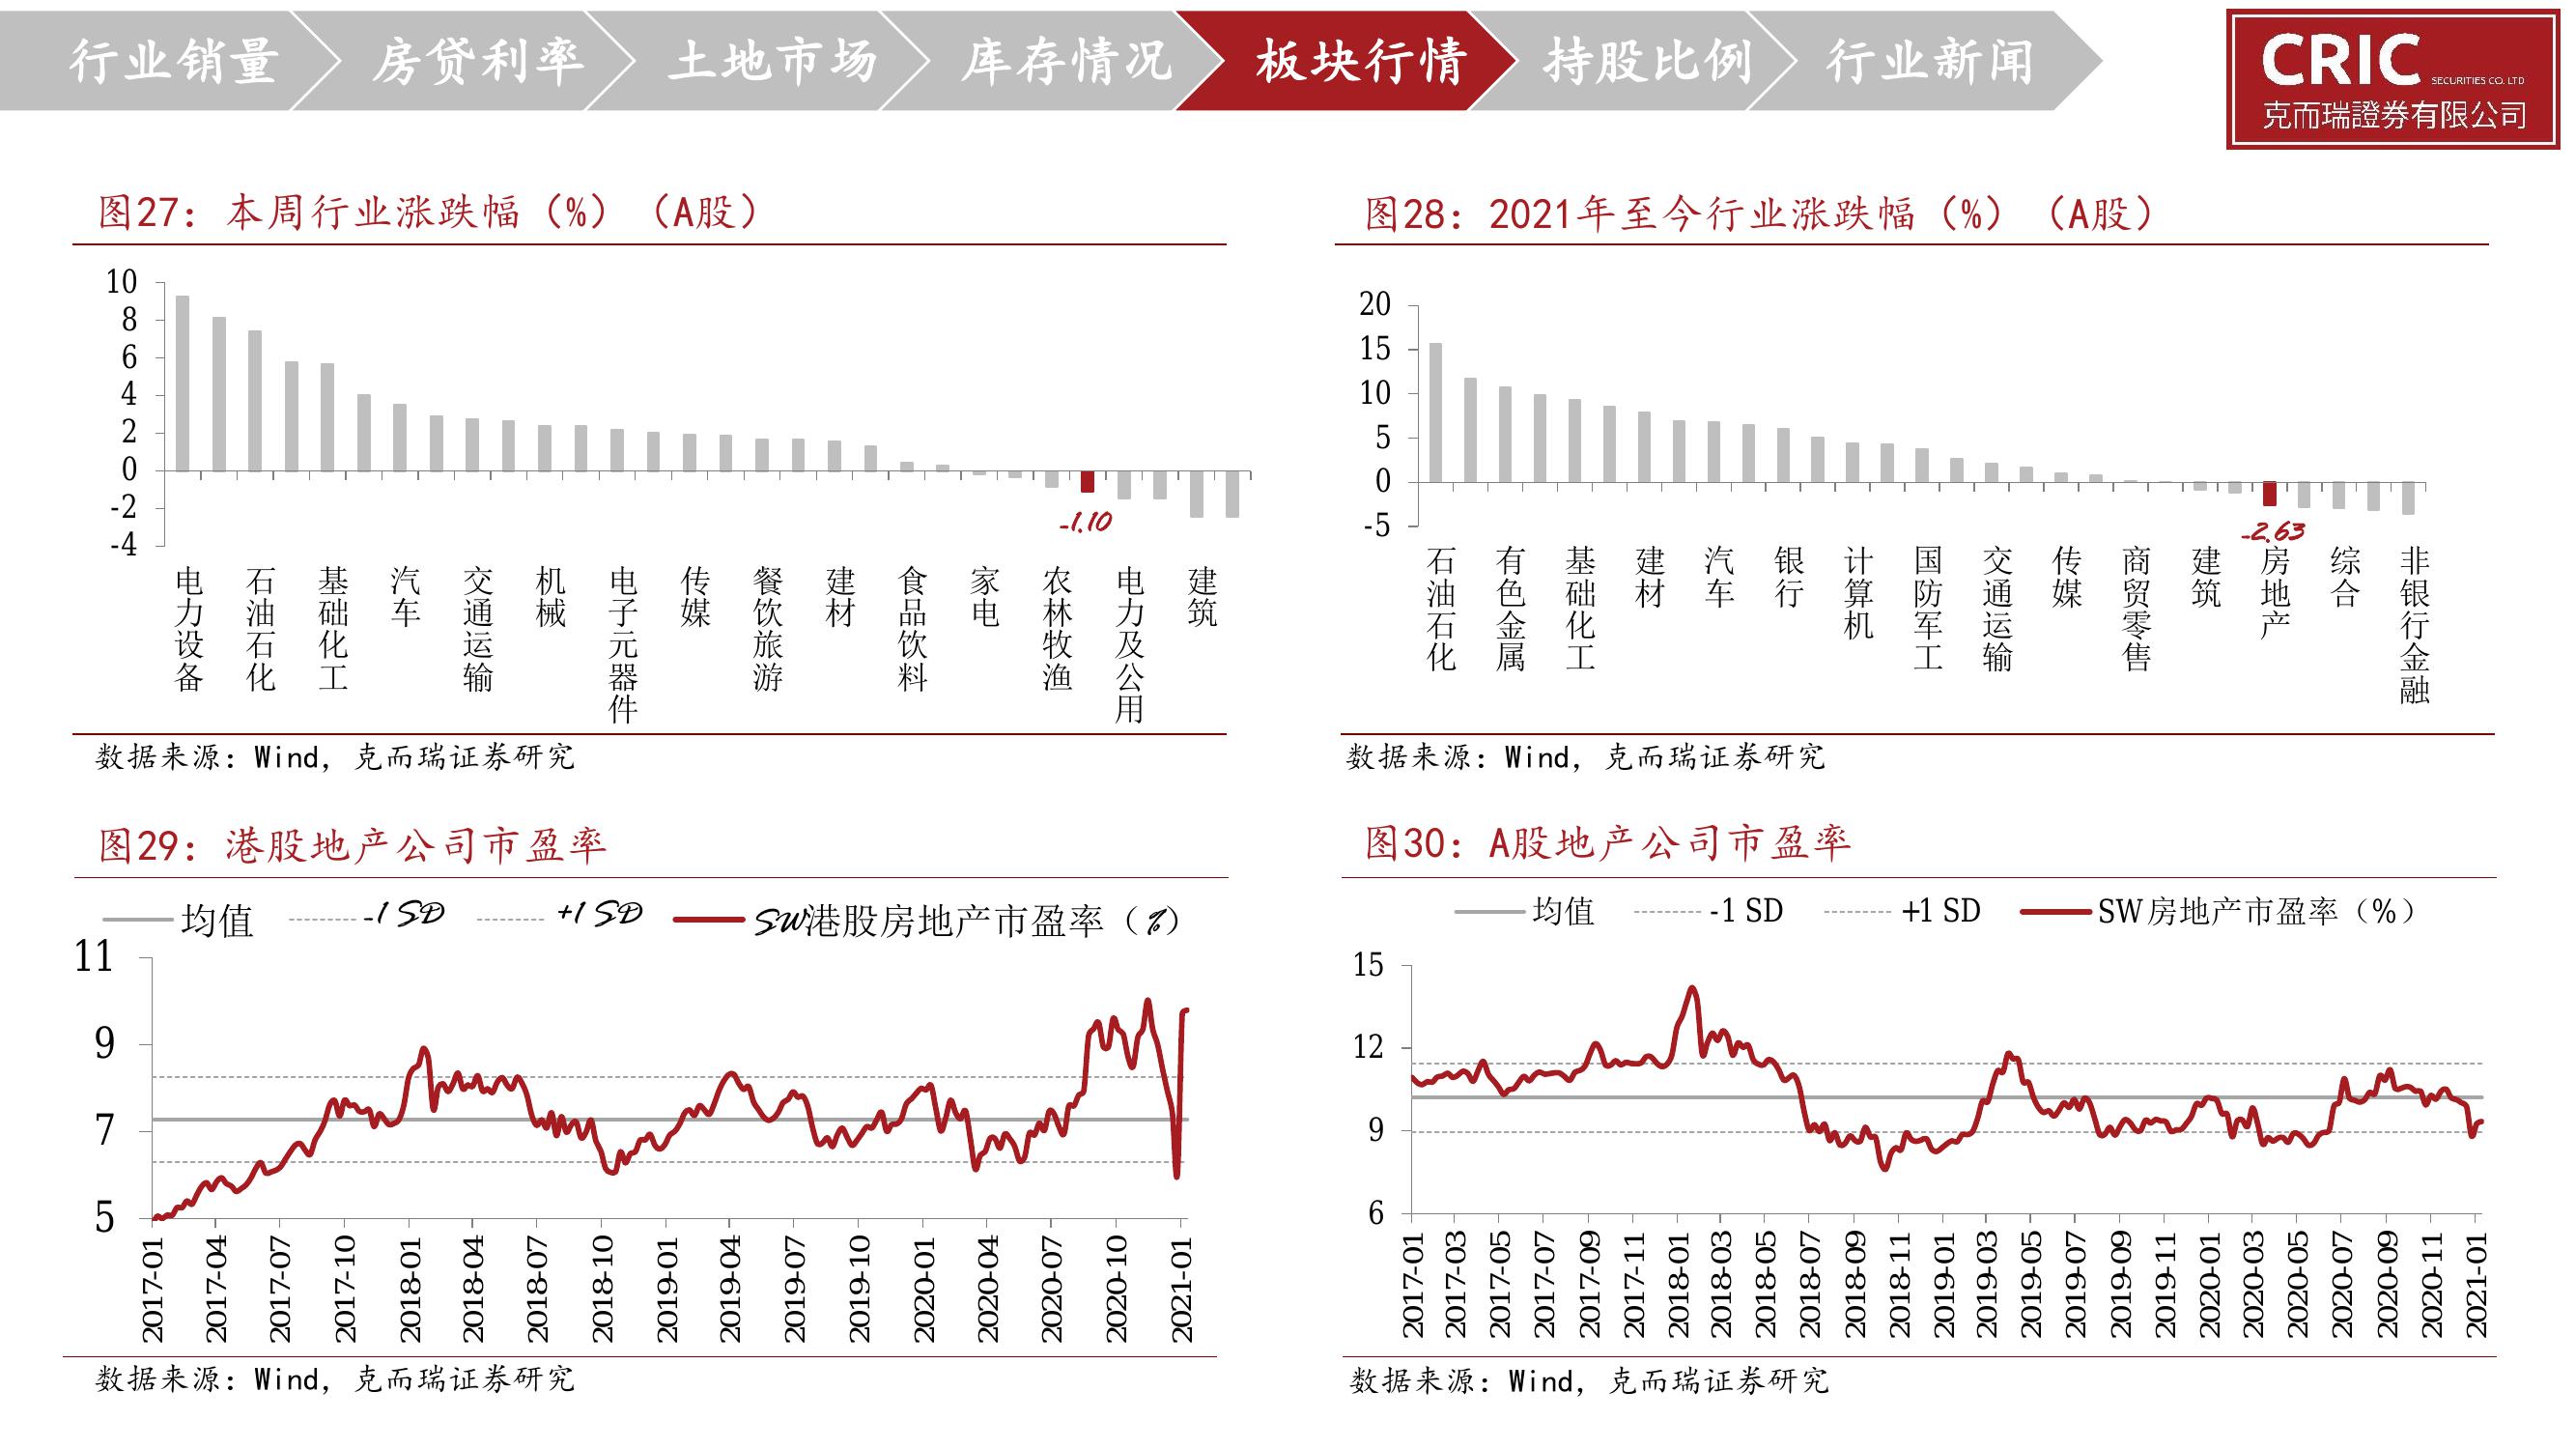 行业销量 房贷利率 土地市场 库存情况 板块行情 持股比例 行业新闻
CRIC SECURITIES CO. LTD
克而瑞證券有限公司
图27: 本周行业涨跌幅（%）（A股）
10
8
6
4
2
0
-2
-4
-1.10
电力设备
石油石化
基础化工
汽车
交通运输
机械
电子元器件
传媒
餐饮旅游
建材
食品饮料
家电
农林牧渔
电力及公用
建筑
数据来源: Wind, 克而瑞证券研究
图28: 2021年至今行业涨跌幅（%）（A股）
20
15
10
5
0
-5
-2.63
石油石化
有色金属
基础化工
建材
汽车
银行
计算机
国防军工
交通运输
传媒
商贸零售
建筑
房地产
综合
非银行金融
数据来源: Wind, 克而瑞证券研究
图29: 港股地产公司市盈率
均值 -1 SD +1 SD SW港股房地产市盈率（%）
11
9
7
5
2017-01
2017-04
2017-07
2017-10
2018-01
2018-04
2018-07
2018-10
2019-01
2019-04
2019-07
2019-10
2020-01
2020-04
2020-07
2020-10
2021-01
数据来源: Wind, 克而瑞证券研究
图30: A股地产公司市盈率
均值 -1 SD +1 SD SW房地产市盈率（%）
15
12
9
6
2017-01
2017-03
2017-05
2017-07
2017-09
2017-11
2018-01
2018-03
2018-05
2018-07
2018-09
2018-11
2019-01
2019-03
2019-05
2019-07
2019-09
2019-11
2020-01
2020-03
2020-05
2020-07
2020-09
2020-11
2021-01
数据来源: Wind, 克而瑞证券研究